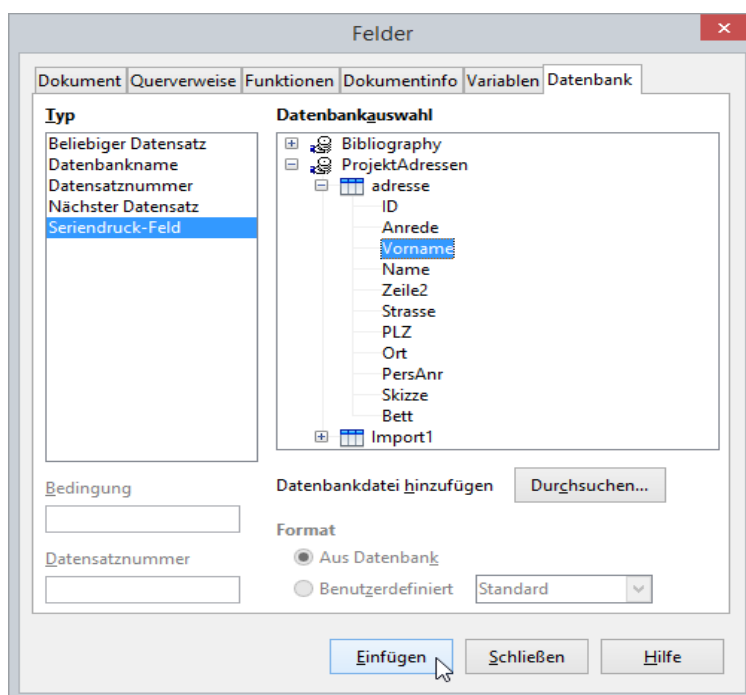 Felder
Dokument Querverweise Funktionen Dokumentinfo Variablen Datenbank
Typ
Beliebiger Datensatz
Datenbankname
Datensatznummer
Nächster Datensatz
Seriendruck-Feld
Datenbankauswahl
Bibliography
ProjektAdressen
adresse
ID
Anrede
Vorname
Name
Zeile2
Strasse
PLZ
Ort
PersAnr
Skizze
Bett
Import1
Bedingung
Datensatznummer
Datenbankdatei hinzufügen Durchsuchen...
Format
Aus Datenbank
Benutzerdefiniert Standard
Einfügen Schließen Hilfe